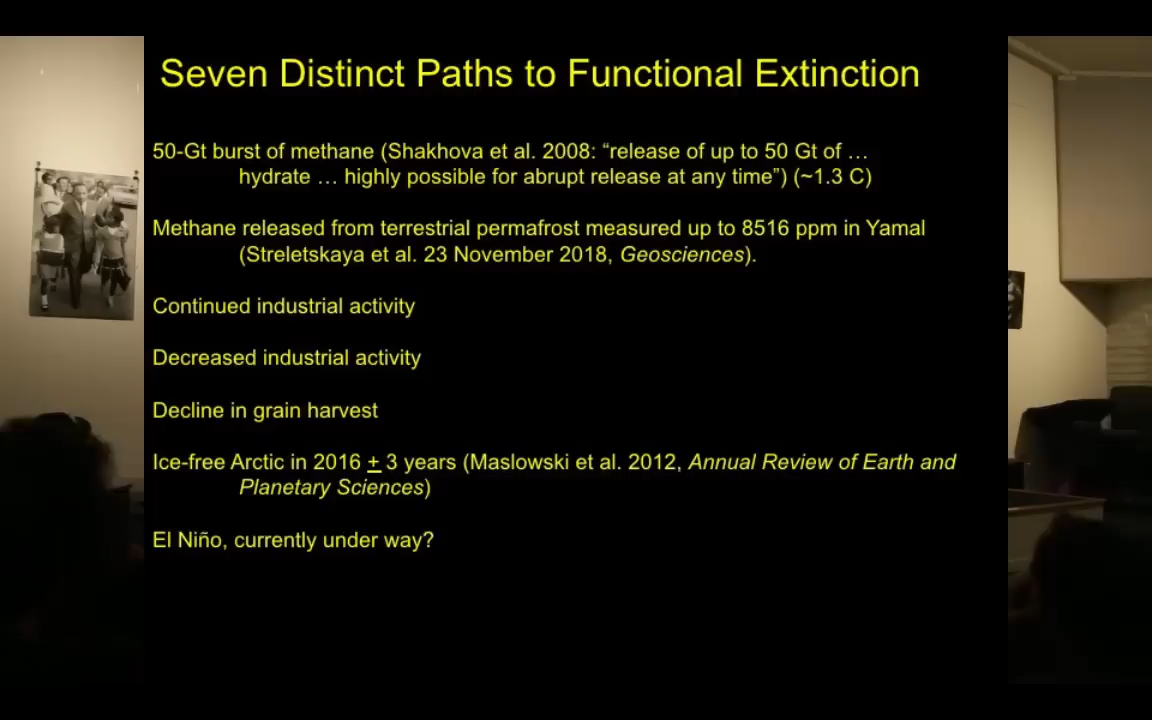 Seven Distinct Paths to Functional Extinction
50-Gt burst of methane (Shakhova et al. 2008: “release of up to 50 Gt of …
hydrate … highly possible for abrupt release at any time”) (~1.3 C)
Methane released from terrestrial permafrost measured up to 8516 ppm in Yamal
(Streletskaya et al. 23 November 2018, Geosciences).
Continued industrial activity
Decreased industrial activity
Decline in grain harvest
Ice-free Arctic in 2016 + 3 years (Maslowski et al. 2012, Annual Review of Earth and
Planetary Sciences)
El Niño, currently under way?